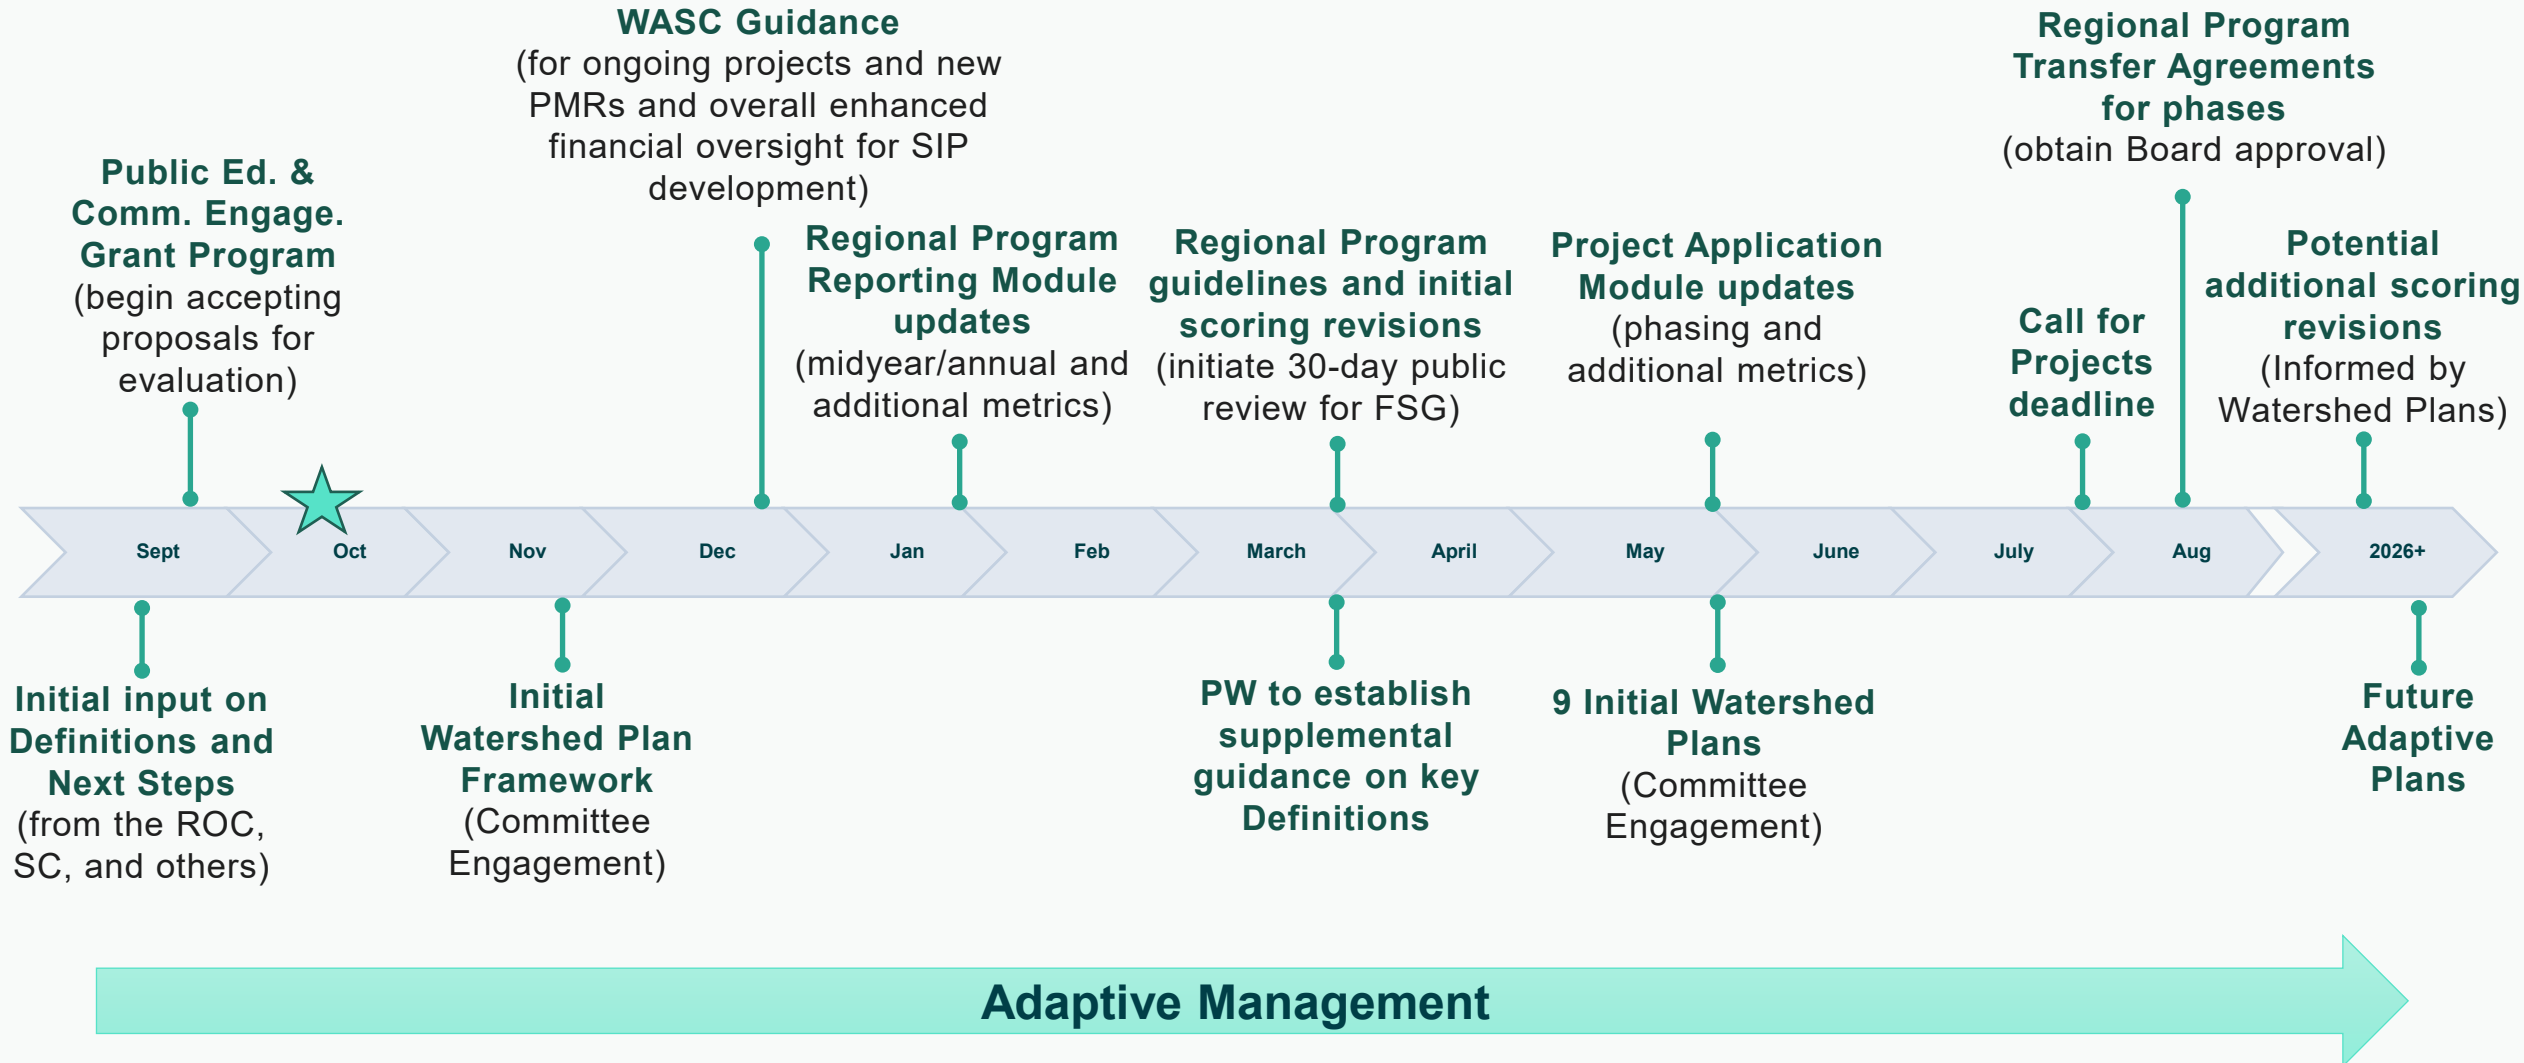 WASC Guidance
(for ongoing projects and new
PMRs and overall enhanced
financial oversight for SIP
development)
Regional Program
Transfer Agreements
for phases
(obtain Board approval)
Public Ed. &
Comm. Engage.
Grant Program
(begin accepting
proposals for
evaluation)
Regional Program
Reporting Module
updates
(midyear/annual and
additional metrics)
Regional Program
guidelines and initial
scoring revisions
(initiate 30-day public
review for FSG)
Project Application
Module updates
(phasing and
additional metrics)
Call for
Projects
deadline
Potential
additional scoring
revisions
(Informed by
Watershed Plans)
Sept
Oct
Nov
Dec
Jan
Feb
March
April
May
June
July
Aug
2026+
Initial input on
Definitions and
Next Steps
(from the ROC,
SC, and others)
Initial
Watershed Plan
Framework
(Committee
Engagement)
PW to establish
supplemental
guidance on key
Definitions
9 Initial Watershed
Plans
(Committee
Engagement)
Future
Adaptive
Plans
Adaptive Management